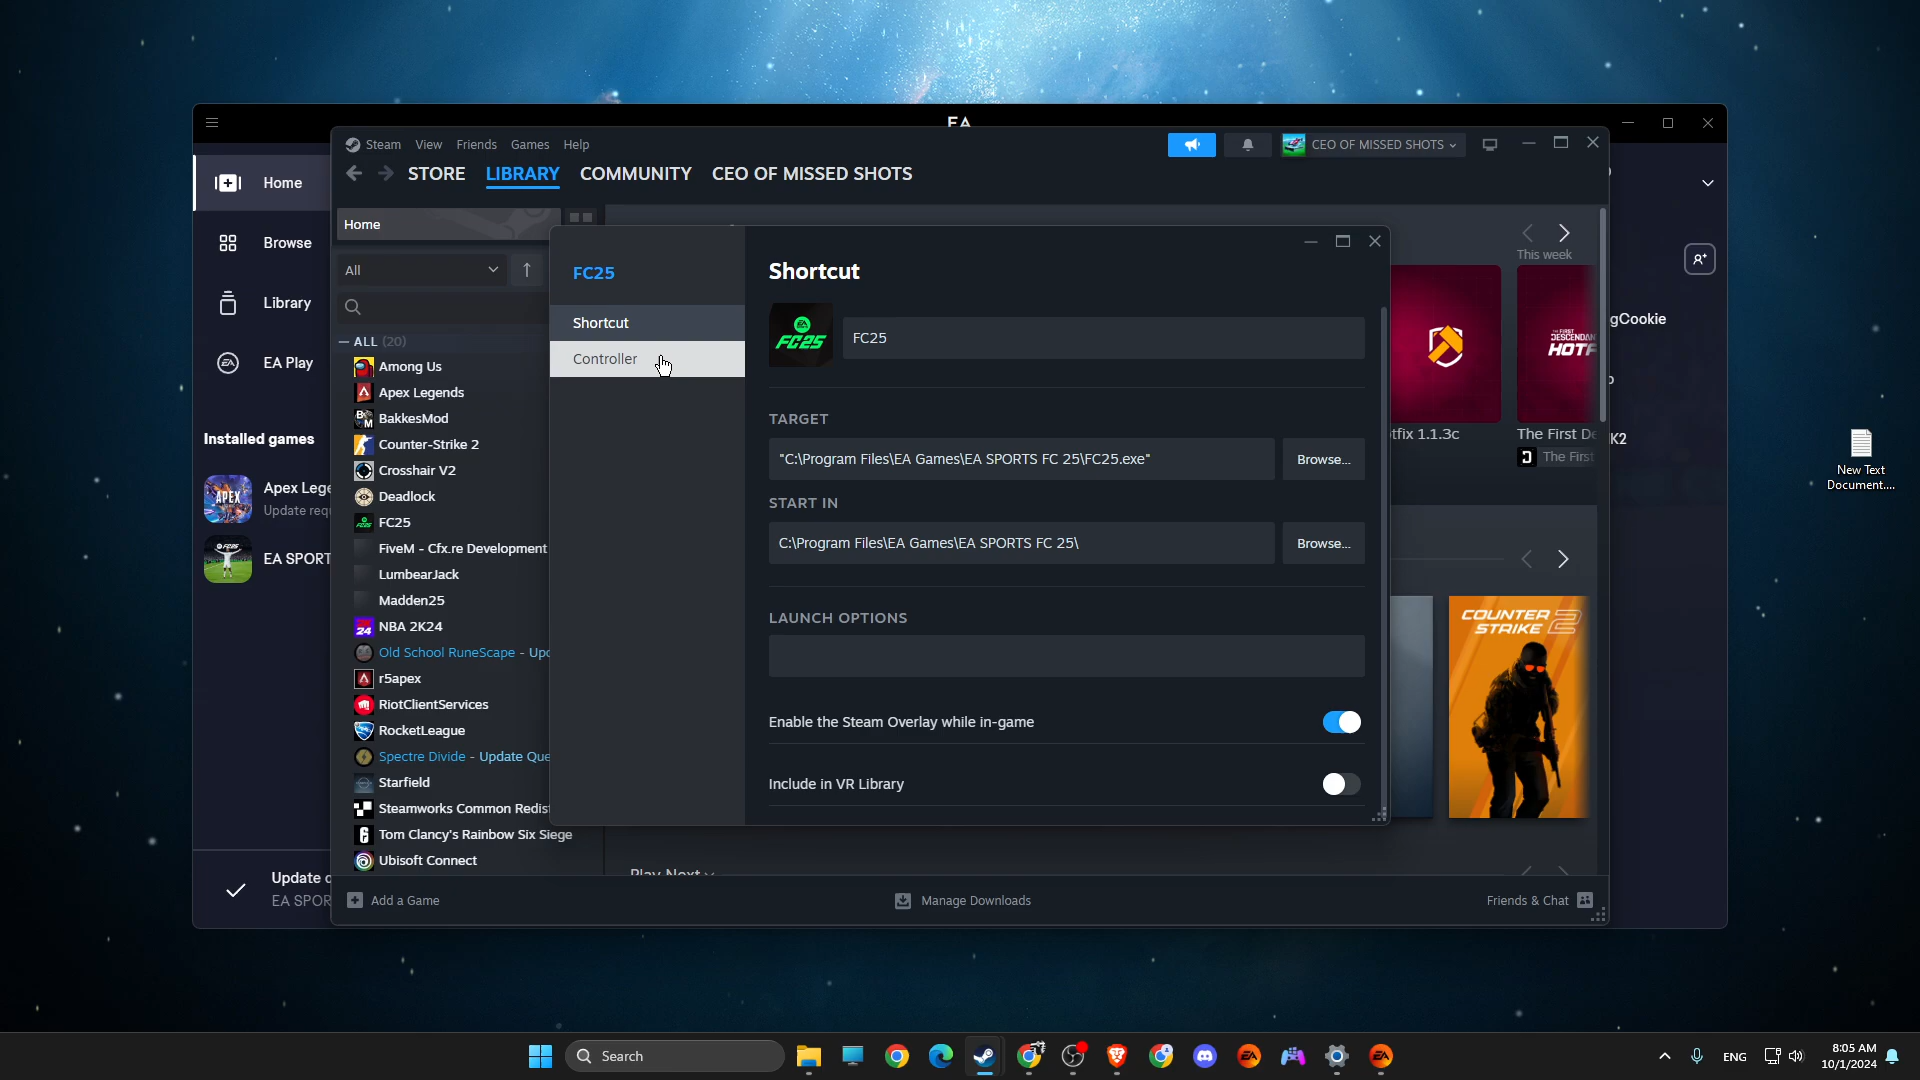 EA
Home
Browse
Library
EA Play
Installed games
Apex Lege
Update req
EA SPORT
Update
EA SPOR
Steam View Friends Games Help
CEO OF MISSED SHOTS
STORE LIBRARY COMMUNITY CEO OF MISSED SHOTS
Home
All
ALL (20)
Among Us
Apex Legends
BakkesMod
Counter-Strike 2
Crosshair V2
Deadlock
FC25
FiveM - Cfx.re Development
LumbearJack
Madden25
NBA 2K24
Old School RuneScape - Upd
r5apex
RiotClientServices
RocketLeague
Spectre Divide - Update Que
Starfield
Steamworks Common Redist
Tom Clancy's Rainbow Six Siege
Ubisoft Connect
Add a Game
Manage Downloads
Friends & Chat
Play Next
FC25
Shortcut
Controller
Shortcut
FC25
FC25
TARGET
"C:\Program Files\EA Games\EA SPORTS FC 25\FC25.exe"
Browse...
START IN
C:\Program Files\EA Games\EA SPORTS FC 25\
Browse...
LAUNCH OPTIONS
Enable the Steam Overlay while in-game
Include in VR Library
This week
THE FIRST
DESCENDAN
HOTF
tfix 1.1.3c
The First De
The First
COUNTER
STRIKE 2
gCookie
K2
New Text
Document....
Search
ENG
8:05 AM
10/1/2024